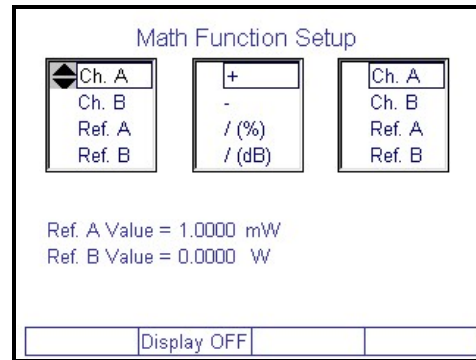 Math Function Setup
Ch. A + Ch. A
Ch. B - Ch. B
Ref. A / (%) Ref. A
Ref. B / (dB) Ref. B
Ref. A Value = 1.0000 mW
Ref. B Value = 0.0000 W
Display OFF